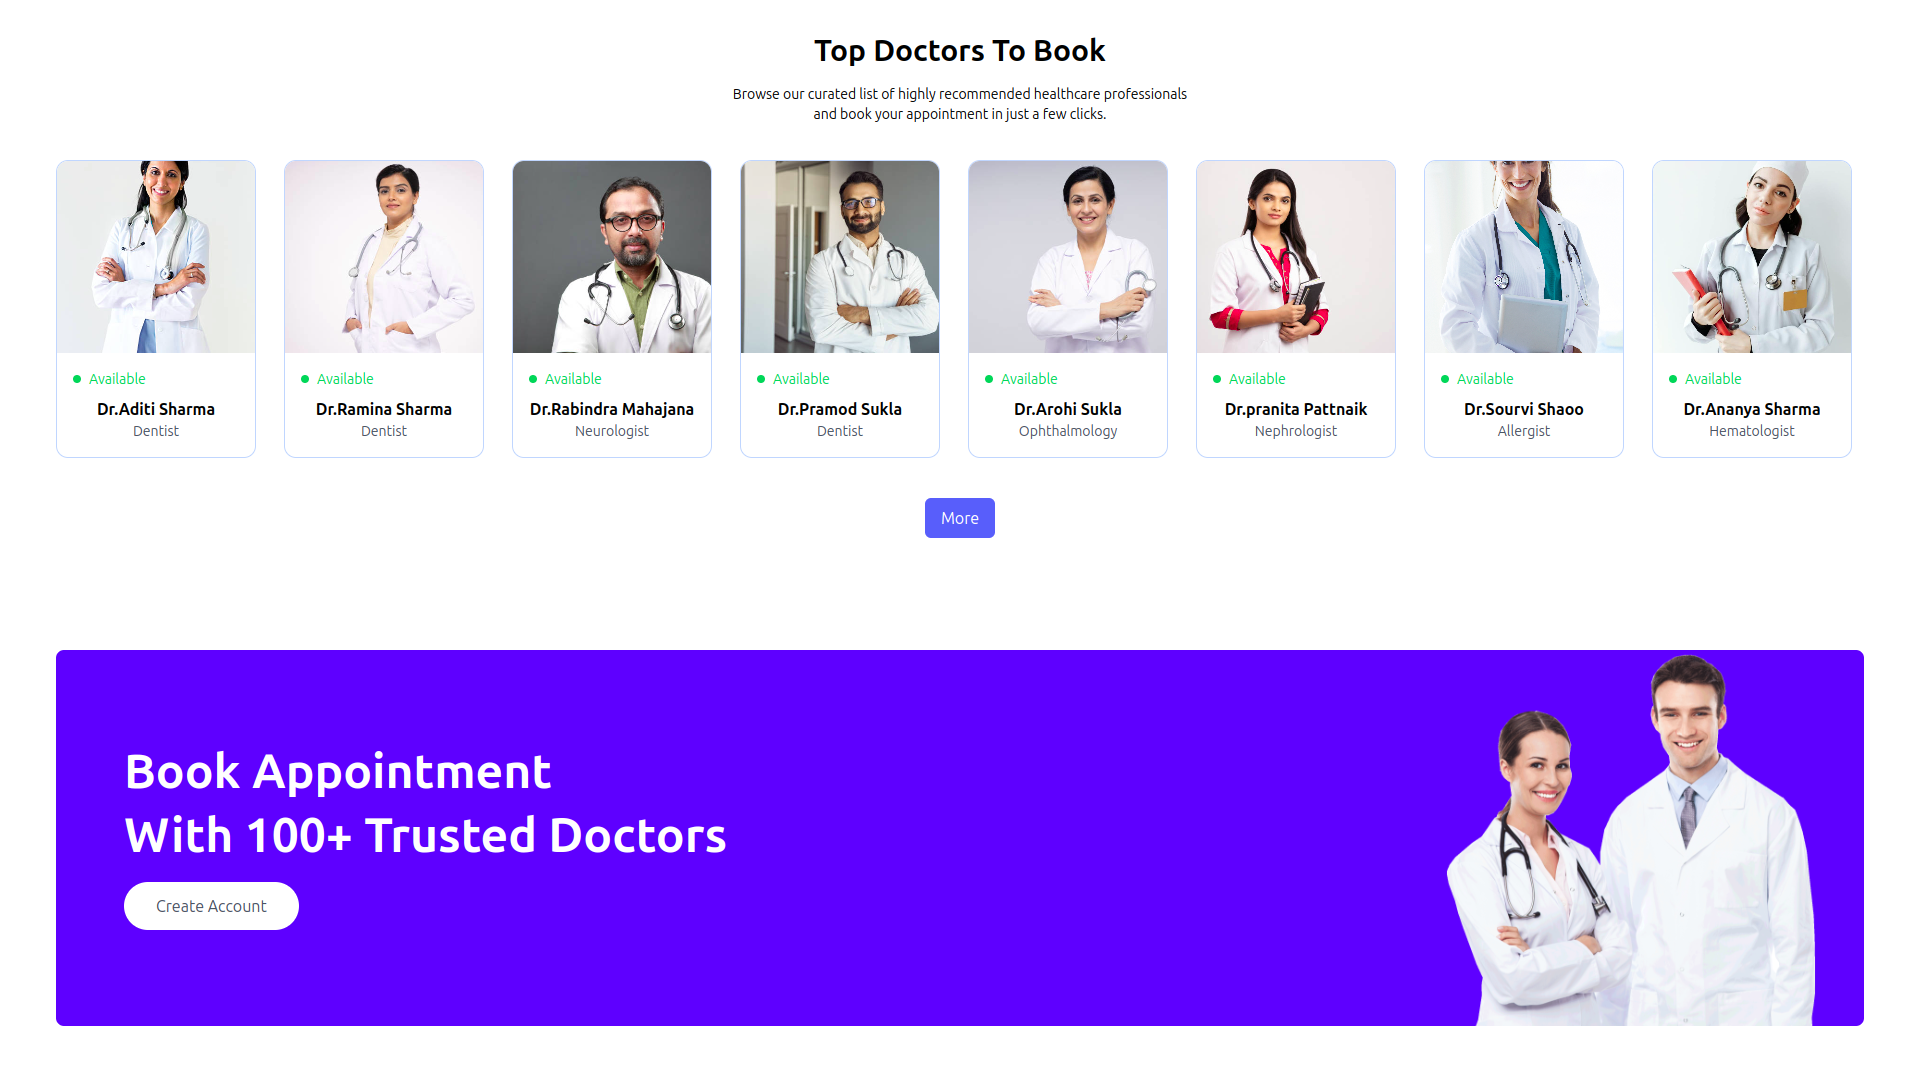 Top Doctors To Book
Browse our curated list of highly recommended healthcare professionals
and book your appointment in just a few clicks.
Available
Dr.Aditi Sharma
Dentist
Available
Dr.Ramina Sharma
Dentist
Available
Dr.Rabindra Mahajana
Neurologist
Available
Dr.Pramod Sukla
Dentist
Available
Dr.Arohi Sukla
Ophthalmology
Available
Dr.pranita Pattnaik
Nephrologist
Available
Dr.Sourvi Shaoo
Allergist
Available
Dr.Ananya Sharma
Hematologist
More
Book Appointment
With 100+ Trusted Doctors
Create Account